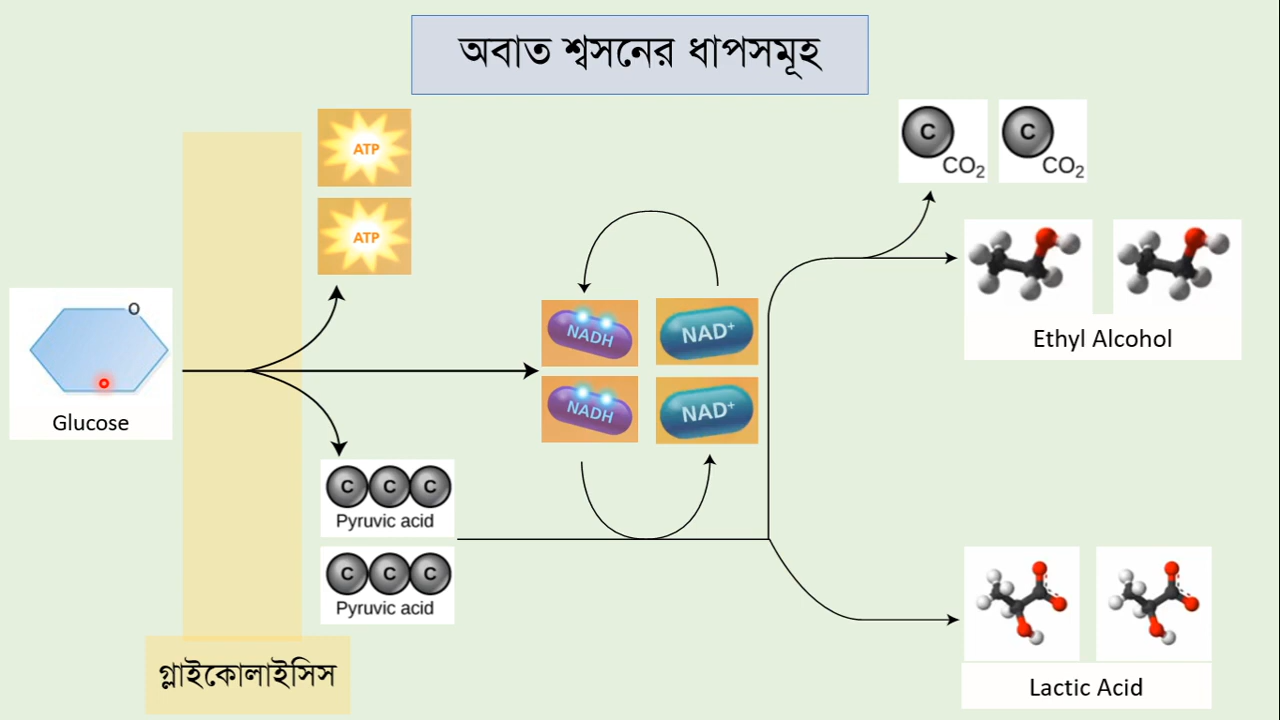 অবাত শ্বসনের ধাপসমূহ
ATP
ATP
O
Glucose
C C C
Pyruvic acid
C C C
Pyruvic acid
গ্লাইকোলাইসিস
NADH
NAD+
NADH
NAD+
C
CO2
C
CO2
Ethyl Alcohol
Lactic Acid